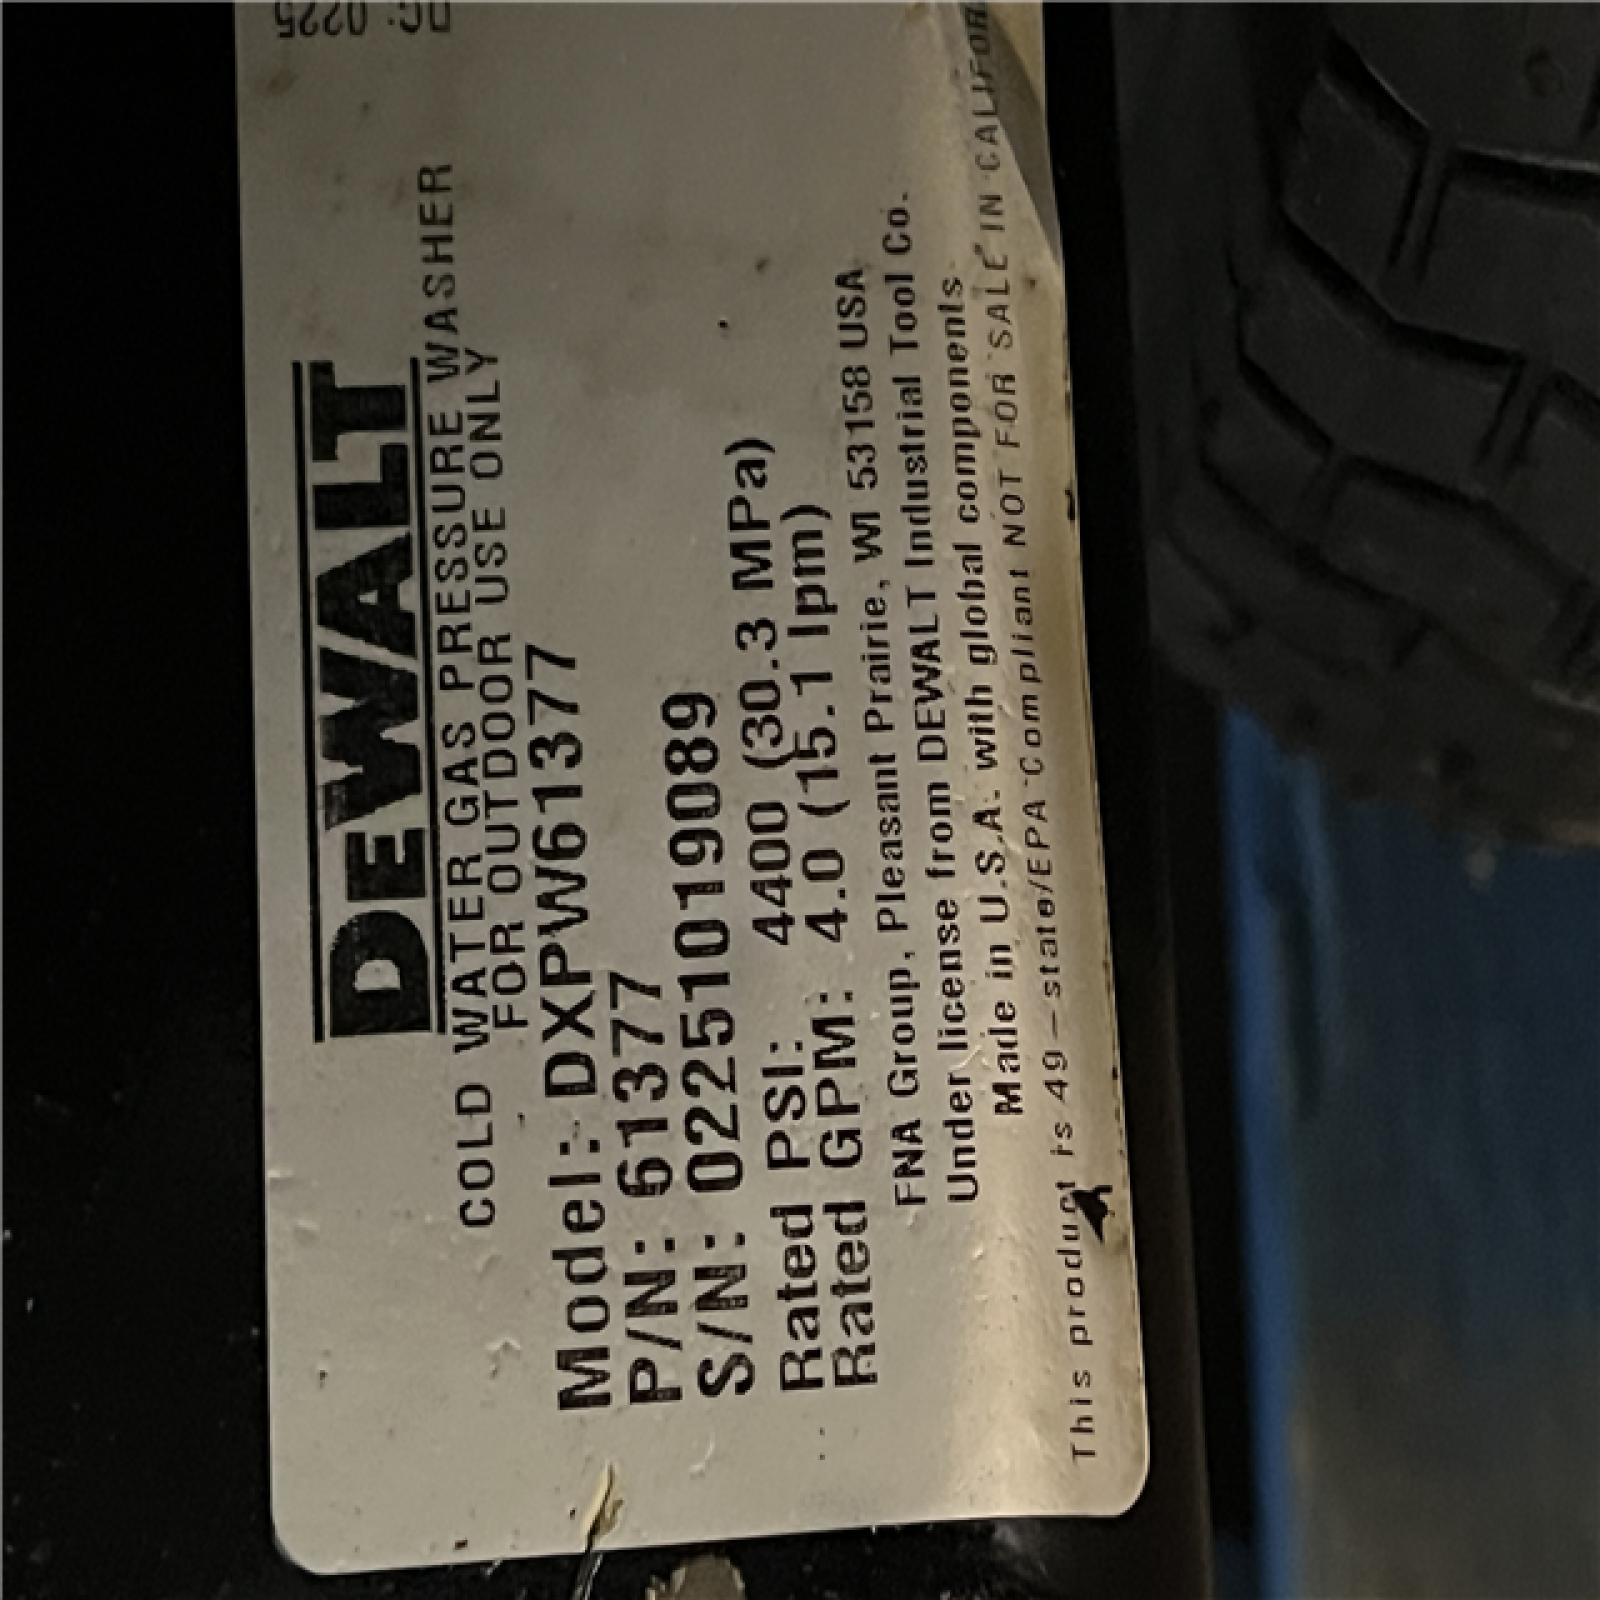 DC: 0225
DEWALT
COLD WATER GAS PRESSURE WASHER
FOR OUTDOOR USE ONLY
Model: DXPW61377
P/N: 61377
S/N: 02251019089
Rated PSI: 4400 (30.3 MPa)
Rated GPM: 4.0 (15.1 lpm)
FNA Group, Pleasant Prairie, WI 53158 USA
Under license from DEWALT Industrial Tool Co.
Made in U.S.A. with global components
This product is 49-state/EPA Compliant NOT FOR SALE IN CALIFOR